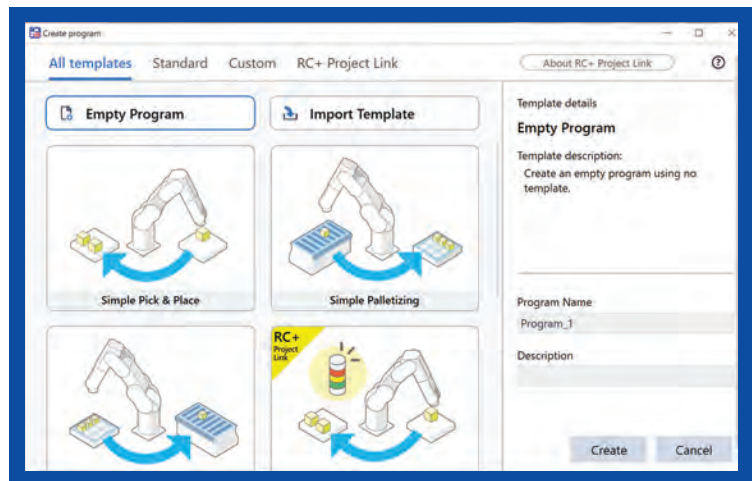 Create program
All templates Standard Custom RC+ Project Link
About RC+ Project Link ?
Empty Program
Import Template
Simple Pick & Place
Simple Palletizing
RC+
Project
Link
Template details
Empty Program
Template description:
Create an empty program using no
template.
Program Name
Program_1
Description
Create Cancel